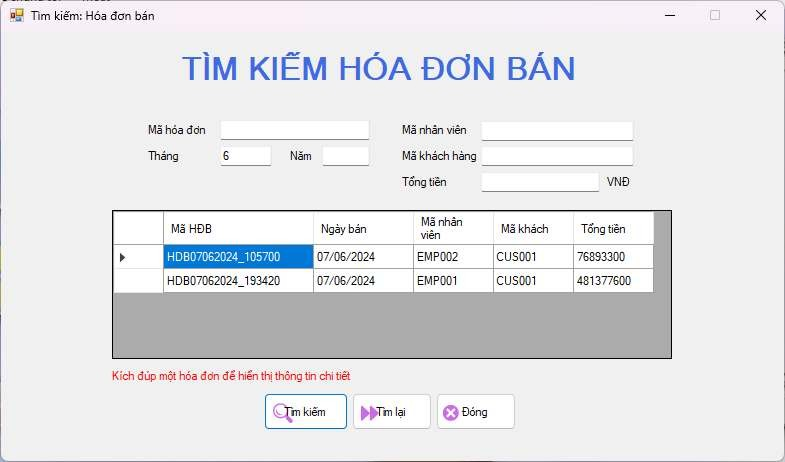 Tìm kiếm: Hóa đơn bán
TÌM KIẾM HÓA ĐƠN BÁN
Mã hóa đơn
Mã nhân viên
Tháng 6 Năm
Mã khách hàng
Tổng tiền VNĐ
Mã HĐB Ngày bán Mã nhân viên Mã khách Tổng tiền
HDB07062024_105700 07/06/2024 EMP002 CUS001 76893300
HDB07062024_193420 07/06/2024 EMP001 CUS001 481377600
Kích đúp một hóa đơn để hiển thị thông tin chi tiết
Tìm kiếm Tìm lại Đóng